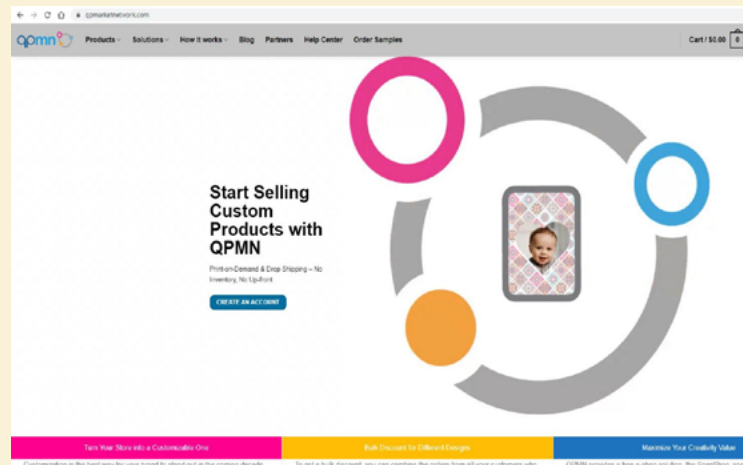 qpmarketnetwork.com
qpmn
Products Solutions How it works Blog Partners Help Center Order Samples
Cart / $0.00 0
Start Selling
Custom
Products with
QPMN
Print-on-Demand & Drop Shipping – No
Inventory, No Up-front
CREATE AN ACCOUNT
Turn Your Store into a Customizable One
Bulk Discount for Different Designs
Maximize Your Creativity Value